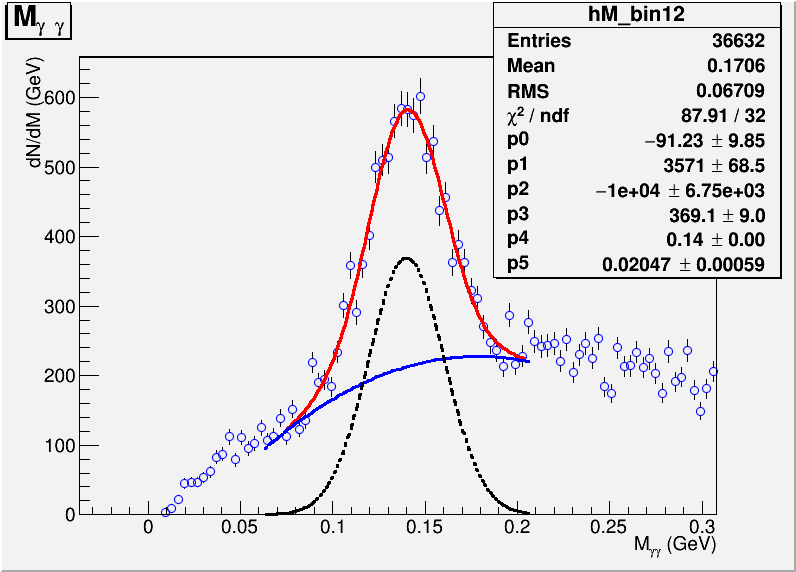 M γ γ
hM_bin12
Entries 36632
Mean 0.1706
RMS 0.06709
χ² / ndf 87.91 / 32
p0 −91.23 ± 9.85
p1 3571 ± 68.5
p2 −1e+04 ± 6.75e+03
p3 369.1 ± 9.0
p4 0.14 ± 0.00
p5 0.02047 ± 0.00059
dN/dM (GeV)
600
500
400
300
200
100
0
0 0.05 0.1 0.15 0.2 0.25 0.3
Mγγ (GeV)